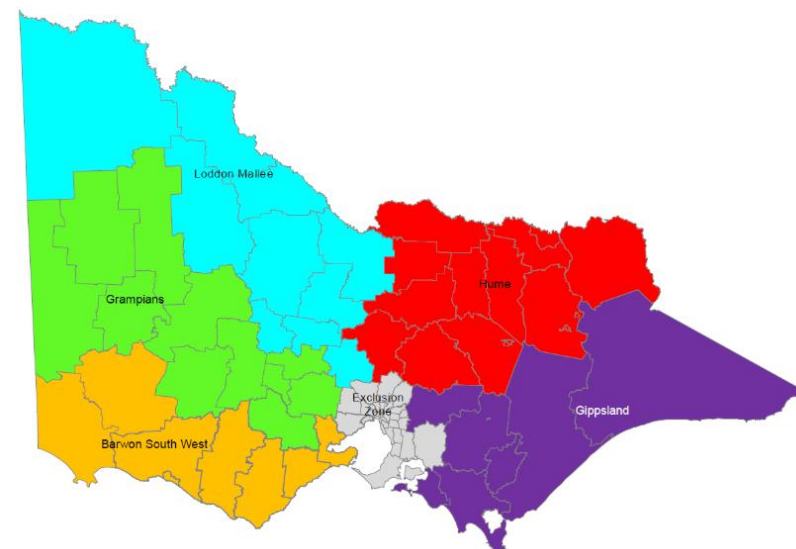 Loddon Mallee
Hume
Grampians
Exclusion
Zone
Gippsland
Barwon South West